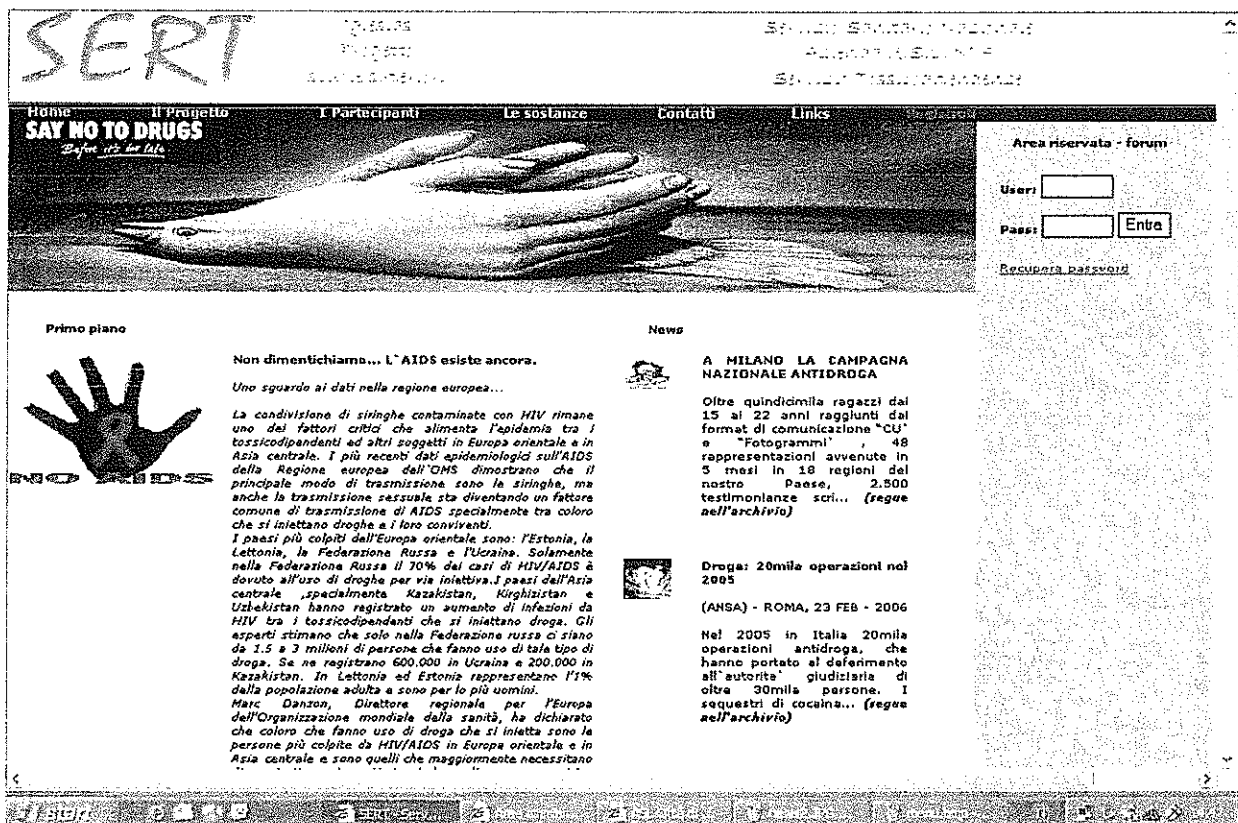 SERT
Home Il Progetto I Partecipanti Le sostanze Contatti Links
SAY NO TO DRUGS
Before it's too late
Area riservata - forum
User:
Pass: Entra
Recupera password
Primo piano
NO AIDS
Non dimentichiamo... L`AIDS esiste ancora.
Uno sguardo ai dati nella regione europea...
La condivisione di siringhe contaminate con HIV rimane
uno dei fattori critici che alimenta l'epidemia tra i
tossicodipendenti ed altri soggetti in Europa orientale e in
Asia centrale. I più recenti dati epidemiologici sull'AIDS
della Regione europea dell'OMS dimostrano che il
principale modo di trasmissione sono le siringhe, ma
anche la trasmissione sessuale sta diventando un fattore
comune di trasmissione di AIDS specialmente tra coloro
che si iniettano droghe e i loro conviventi.
I paesi più colpiti dell'Europa orientale sono: l'Estonia, la
Lettonia, la Federazione Russa e l'Ucraina. Solamente
nella Federazione Russa il 70% dei casi di HIV/AIDS è
dovuto all'uso di droghe per via iniettiva.I paesi dell'Asia
centrale ,specialmente Kazakistan, Kirghizistan e
Uzbekistan hanno registrato un aumento di infezioni da
HIV tra i tossicodipendenti che si iniettano droga. Gli
esperti stimano che solo nella Federazione russa ci siano
da 1.5 a 3 milioni di persone che fanno uso di tale tipo di
droga. Se ne registrano 600.000 in Ucraina e 200.000 in
Kazakistan. In Lettonia ed Estonia rappresentano l'1%
della popolazione adulta e sono per lo più uomini.
Marc Danzon, Direttore regionale per l'Europa
dell'Organizzazione mondiale della sanità, ha dichiarato
che coloro che fanno uso di droga che si inietta sono le
persone più colpite da HIV/AIDS in Europa orientale e in
Asia centrale e sono quelli che maggiormente necessitano
News
A MILANO LA CAMPAGNA
NAZIONALE ANTIDROGA
Oltre quindicimila ragazzi dai
15 ai 22 anni raggiunti dal
format di comunicazione "CU"
e "Fotogrammi" , 48
rappresentazioni avvenute in
5 mesi in 18 regioni del
nostro Paese, 2.500
testimonianze scri... (segue
nell'archivio)
Droga: 20mila operazioni nel
2005
(ANSA) - ROMA, 23 FEB - 2006
Nel 2005 in Italia 20mila
operazioni antidroga, che
hanno portato al deferimento
all`autorita` giudiziaria di
oltre 30mila persone. I
sequestri di cocaina... (segue
nell'archivio)
start